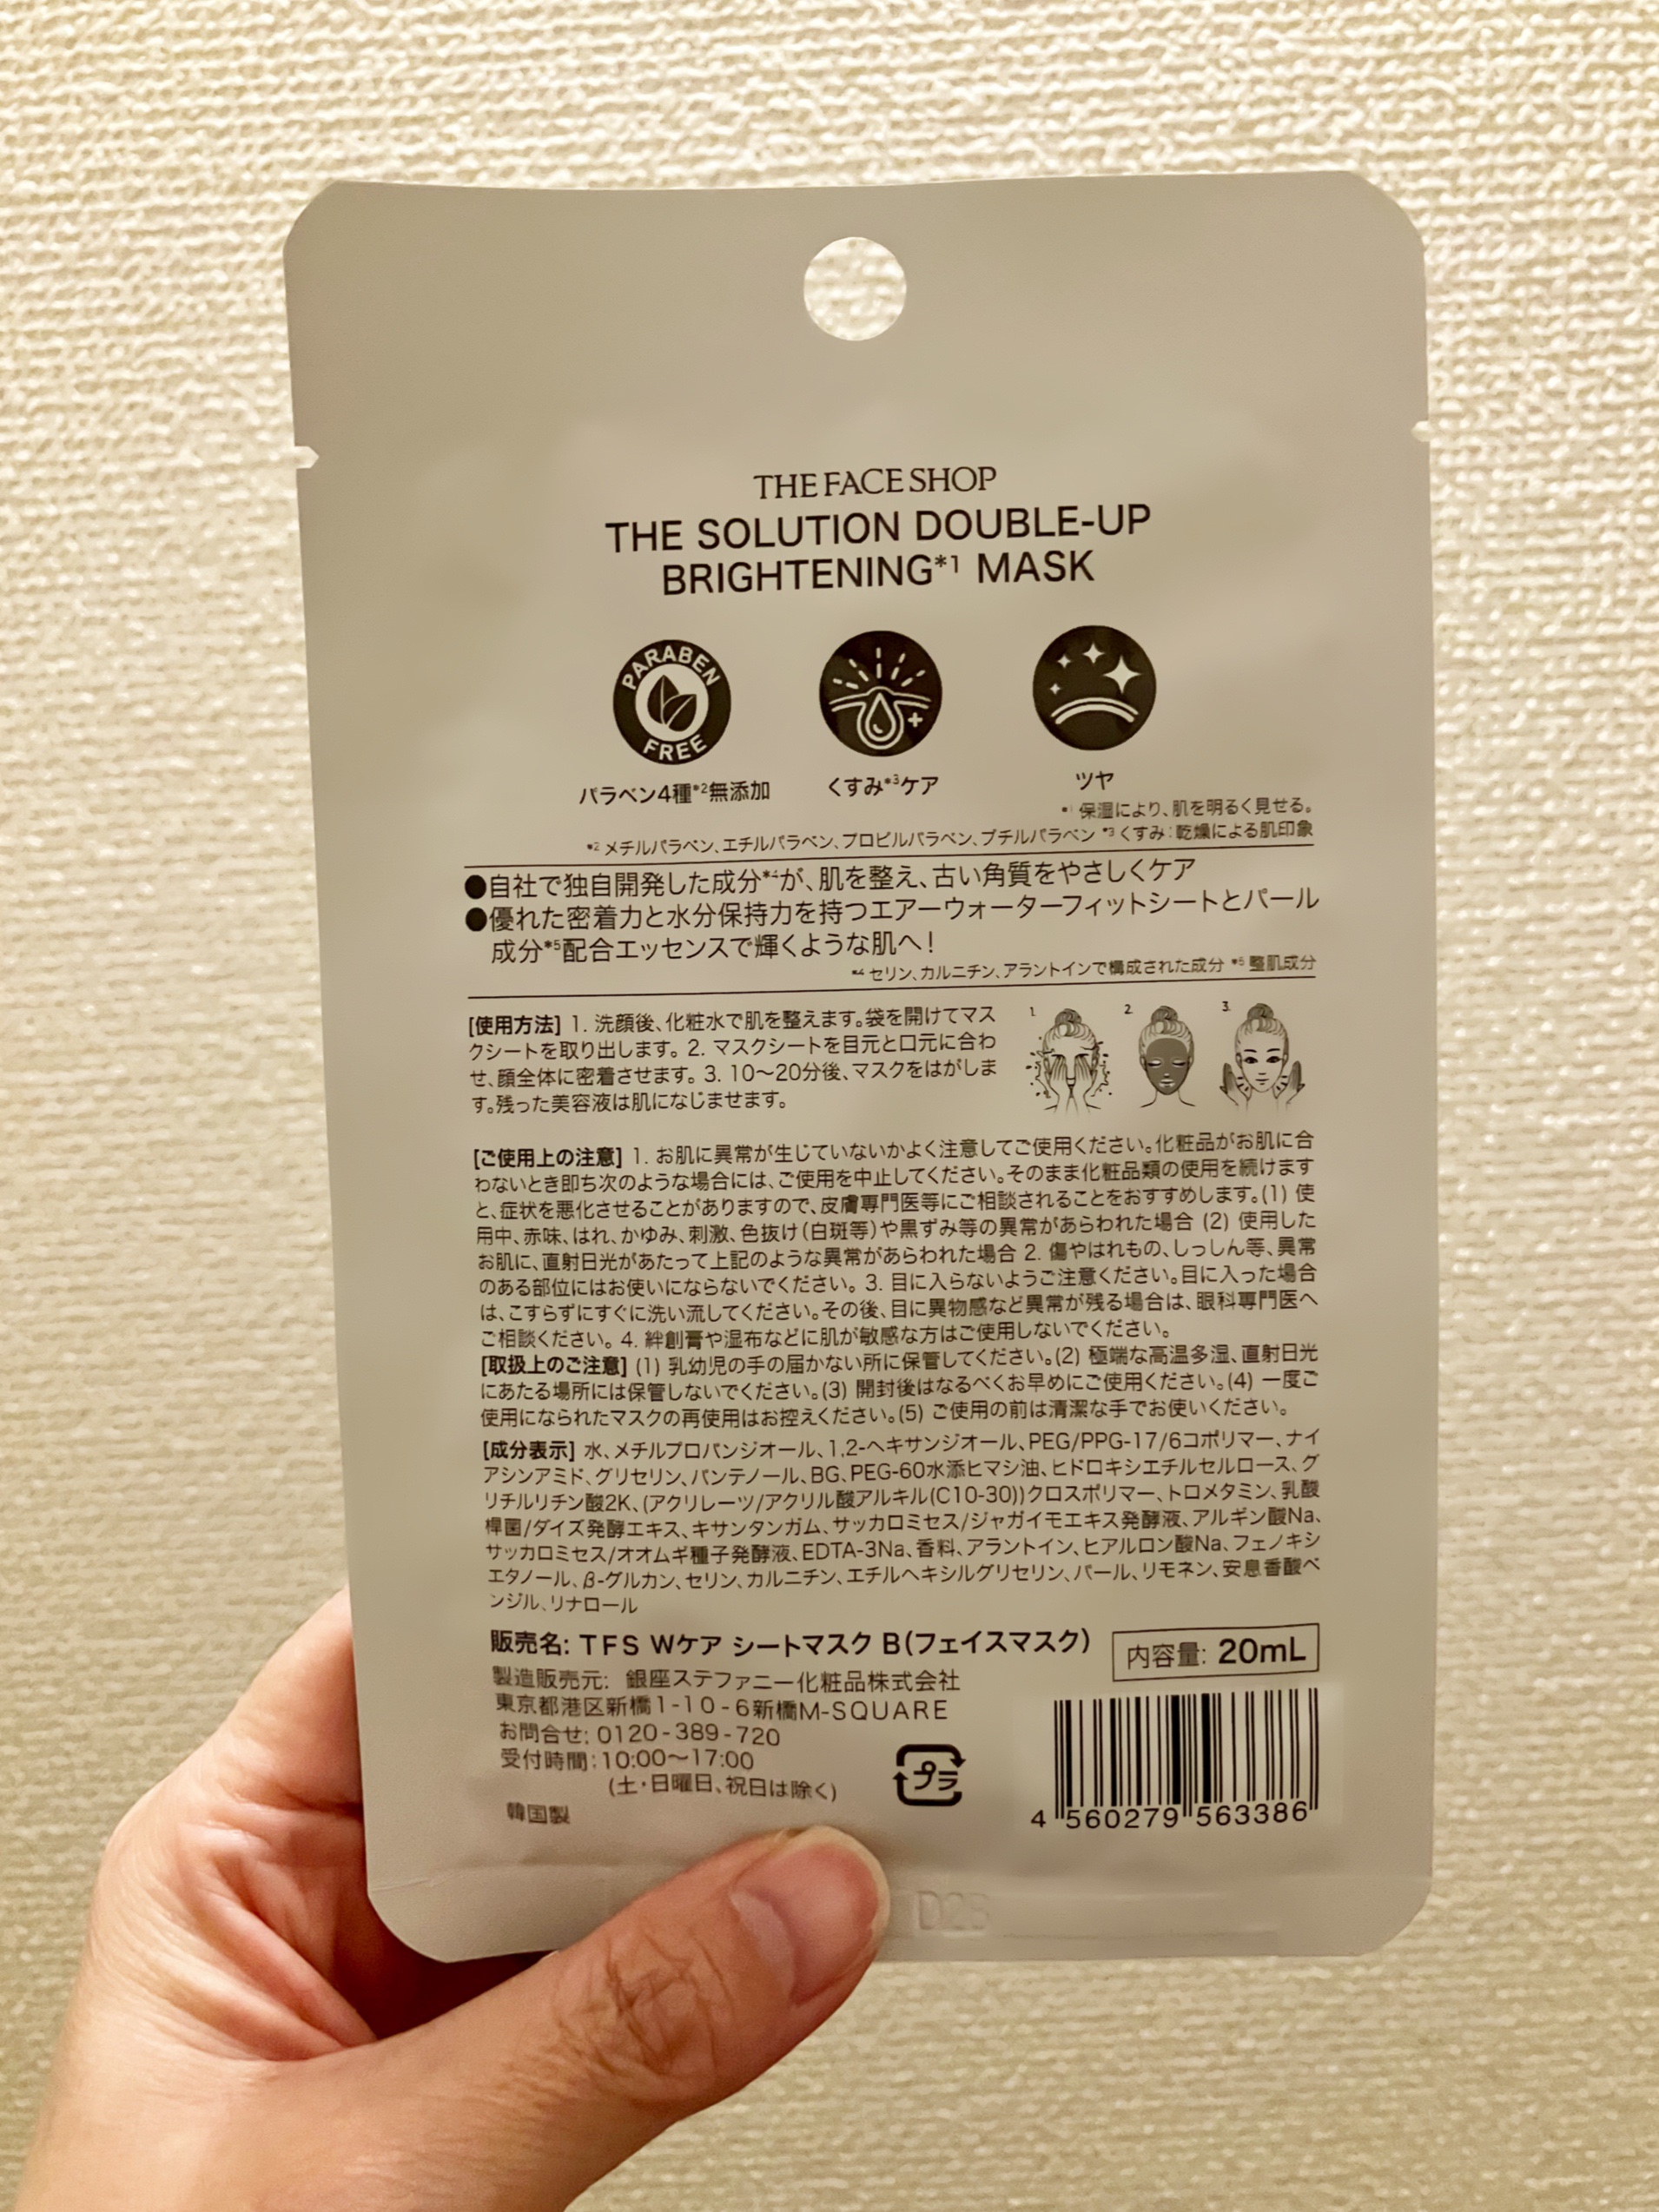 THE FACE SHOP
THE SOLUTION DOUBLE-UP
BRIGHTENING*1 MASK
PARABEN FREE
パラベン4種*2無添加 くすみ*3ケア ツヤ
*1 保湿により、肌を明るく見せる。
*2 メチルパラベン、エチルパラベン、プロピルパラベン、ブチルパラベン *3 くすみ:乾燥による肌印象
●自社で独自開発した成分*4が、肌を整え、古い角質をやさしくケア
●優れた密着力と水分保持力を持つエアーウォーターフィットシートとパール
成分*5配合エッセンスで輝くような肌へ!
*4 セリン、カルニチン、アラントインで構成された成分 *5 整肌成分
[使用方法] 1. 洗顔後、化粧水で肌を整えます。袋を開けてマス
クシートを取り出します。 2. マスクシートを目元と口元に合わ
せ、顔全体に密着させます。 3. 10〜20分後、マスクをはがしま
す。残った美容液は肌になじませます。
1. 2. 3.
[ご使用上の注意] 1. お肌に異常が生じていないかよく注意してご使用ください。化粧品がお肌に合
わないとき即ち次のような場合には、ご使用を中止してください。そのまま化粧品類の使用を続けます
と、症状を悪化させることがありますので、皮膚専門医等にご相談されることをおすすめします。(1) 使
用中、赤味、はれ、かゆみ、刺激、色抜け(白斑等)や黒ずみ等の異常があらわれた場合 (2) 使用した
お肌に、直射日光があたって上記のような異常があらわれた場合 2. 傷やはれもの、しっしん等、異常
のある部位にはお使いにならないでください。 3. 目に入らないようご注意ください。目に入った場合
は、こすらずにすぐに洗い流してください。その後、目に異物感など異常が残る場合は、眼科専門医へ
ご相談ください。 4. 絆創膏や湿布などに肌が敏感な方はご使用しないでください。
[取扱上のご注意] (1) 乳幼児の手の届かない所に保管してください。(2) 極端な高温多湿、直射日光
にあたる場所には保管しないでください。(3) 開封後はなるべくお早めにご使用ください。(4) 一度ご
使用になられたマスクの再使用はお控えください。(5) ご使用の前は清潔な手でお使いください。
[成分表示] 水、メチルプロパンジオール、1,2-ヘキサンジオール、PEG/PPG-17/6コポリマー、ナイ
アシンアミド、グリセリン、パンテノール、BG、PEG-60水添ヒマシ油、ヒドロキシエチルセルロース、グ
リチルリチン酸2K、(アクリレーツ/アクリル酸アルキル(C10-30))クロスポリマー、トロメタミン、乳酸
桿菌/ダイズ発酵エキス、キサンタンガム、サッカロミセス/ジャガイモエキス発酵液、アルギン酸Na、
サッカロミセス/オオムギ種子発酵液、EDTA-3Na、香料、アラントイン、ヒアルロン酸Na、フェノキシ
エタノール、β-グルカン、セリン、カルニチン、エチルヘキシルグリセリン、パール、リモネン、安息香酸ベ
ンジル、リナロール
販売名: TFS Wケア シートマスク B(フェイスマスク)
内容量: 20mL
製造販売元: 銀座ステファニー化粧品株式会社
東京都港区新橋1-10-6新橋M-SQUARE
お問合せ: 0120-389-720
受付時間:10:00〜17:00
(土・日曜日、祝日は除く)
韓国製
プラ
4 560279 563386